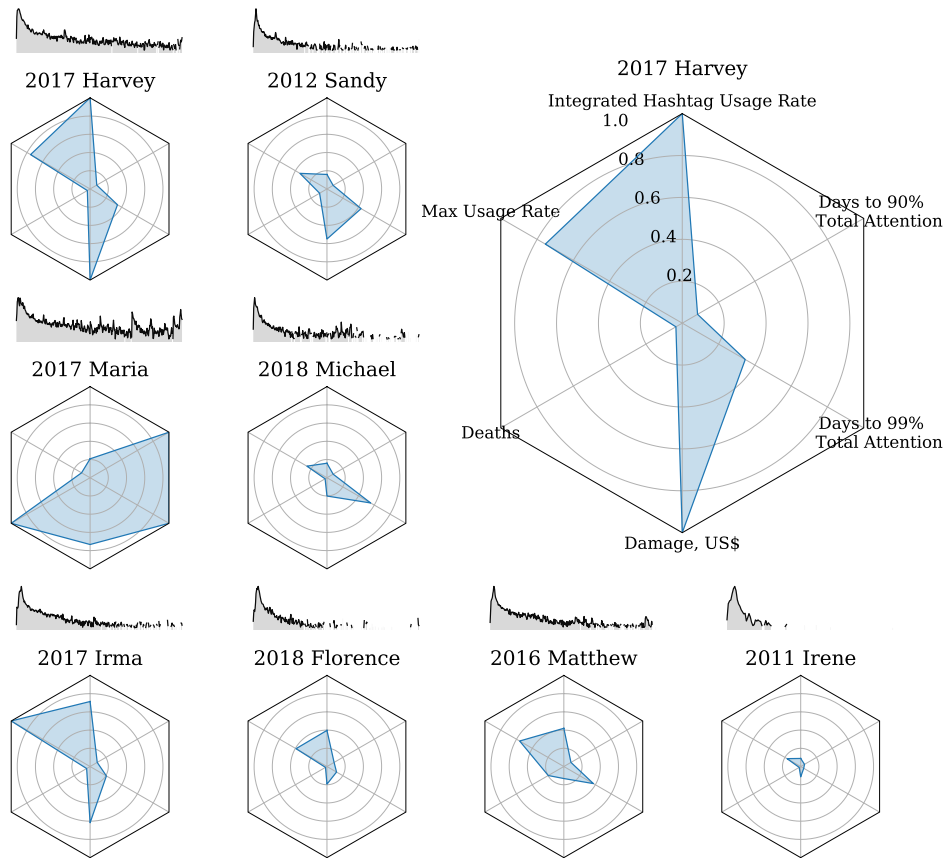 2017 Harvey
2012 Sandy
2017 Harvey
Integrated Hashtag Usage Rate
1.0
0.8
0.6
0.4
0.2
Max Usage Rate
Days to 90%
Total Attention
Deaths
Days to 99%
Total Attention
Damage, US$
2017 Maria
2018 Michael
2017 Irma
2018 Florence
2016 Matthew
2011 Irene